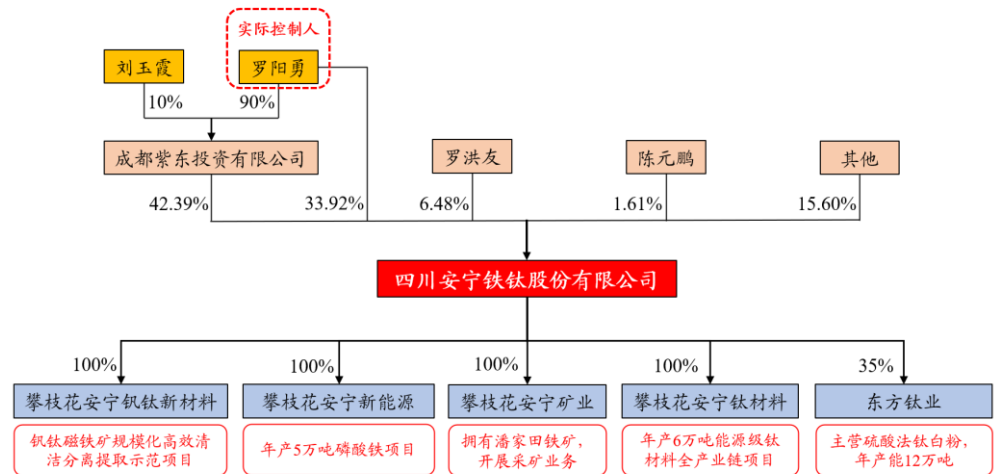 实际控制人
刘玉霞
罗阳勇
10%
90%
成都紫东投资有限公司
罗洪友
陈元鹏
其他
42.39%
33.92%
6.48%
1.61%
15.60%
四川安宁铁钛股份有限公司
100%
100%
100%
100%
35%
攀枝花安宁钒钛新材料
攀枝花安宁新能源
攀枝花安宁矿业
攀枝花安宁钛材料
东方钛业
钒钛磁铁矿规模化高效清
洁分离提取示范项目
年产5万吨磷酸铁项目
拥有潘家田铁矿，
开展采矿业务
年产6万吨能源级钛
材料全产业链项目
主营硫酸法钛白粉，
年产能12万吨